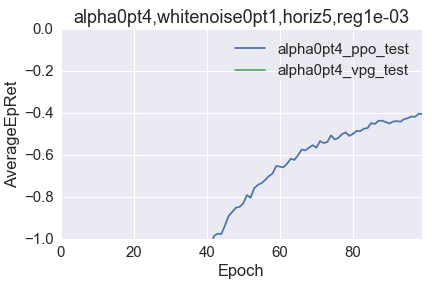 alpha0pt4,whitenoise0pt1,horiz5,reg1e-03
alpha0pt4_ppo_test
alpha0pt4_vpg_test
AverageEpRet
0.0
−0.2
−0.4
−0.6
−0.8
−1.0
0 20 40 60 80
Epoch